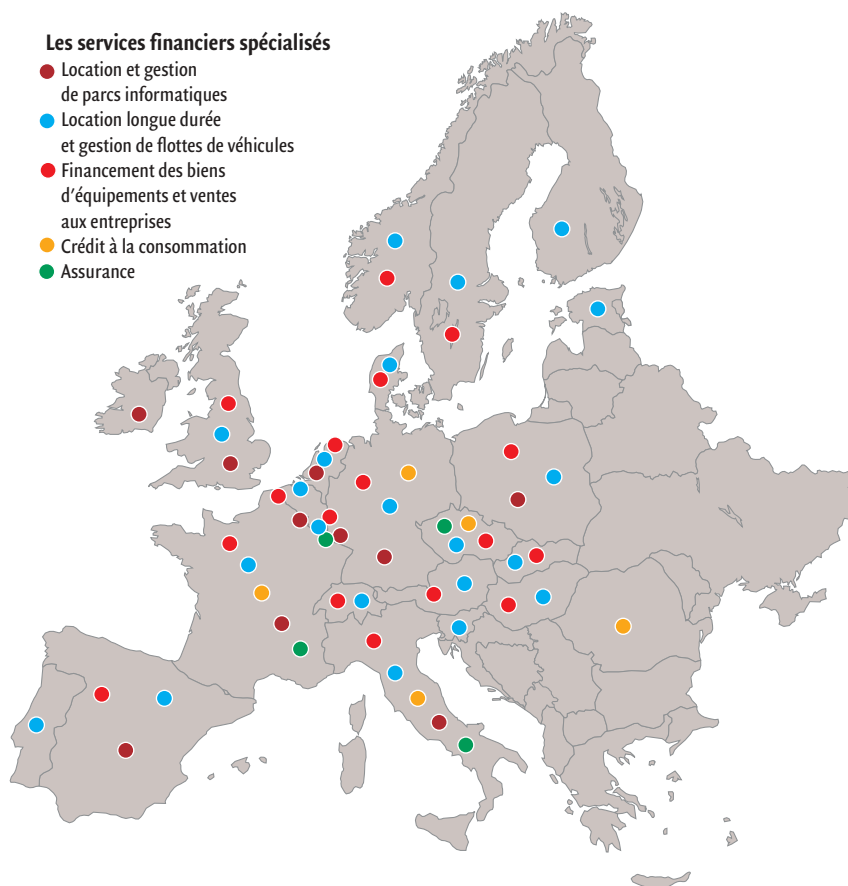 Les services financiers spécialisés
Location et gestion
de parcs informatiques
Location longue durée
et gestion de flottes de véhicules
Financement des biens
d'équipements et ventes
aux entreprises
Crédit à la consommation
Assurance